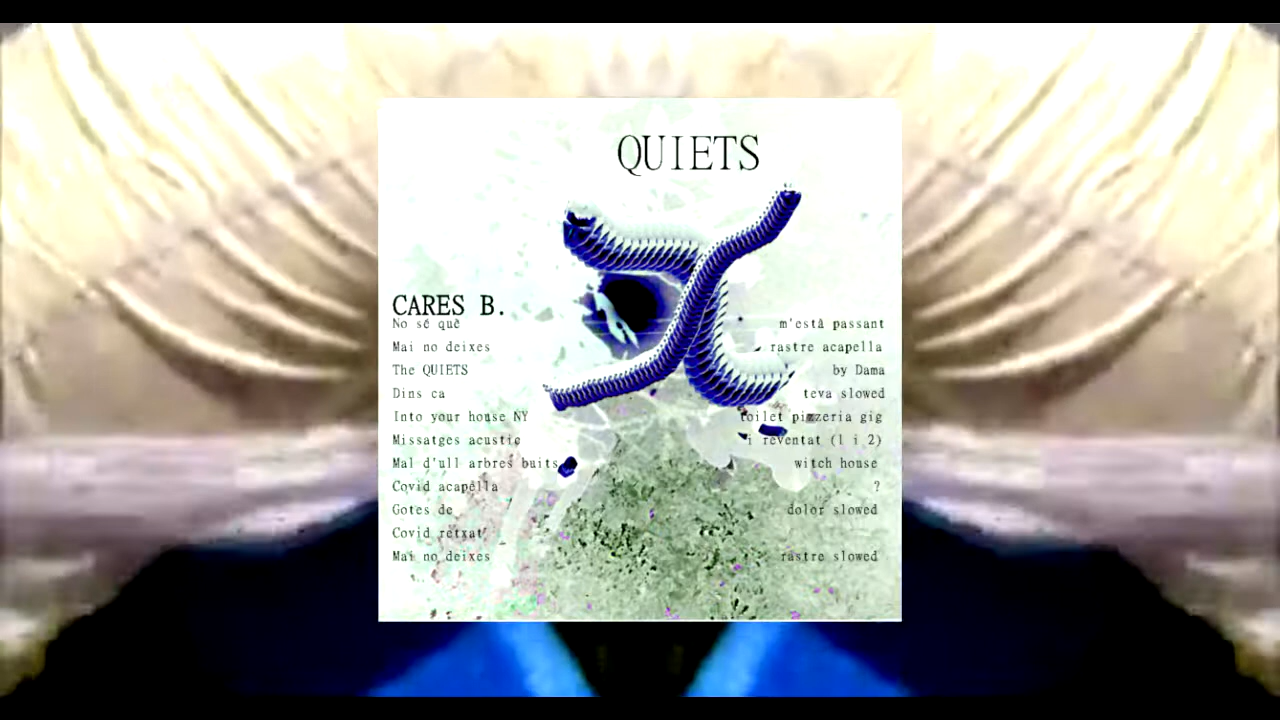 QUIETS
CARES B.
No sé què m'està passant
Mai no deixes rastre acapella
The QUIETS by Dama
Dins ca teva slowed
Into your house NY toilet pizzeria gig
Missatges acustic i reventat (1 i 2)
Mal d'ull arbres buits witch house
Covid acapella ?
Gotes de dolor slowed
Covid retxat
Mai no deixes rastre slowed